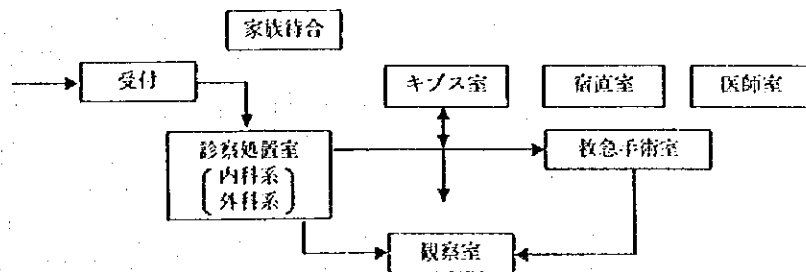 家族待合
受付
キブス室
宿直室
医師室
診察処置室
内科系
外科系
救急手術室
観察室